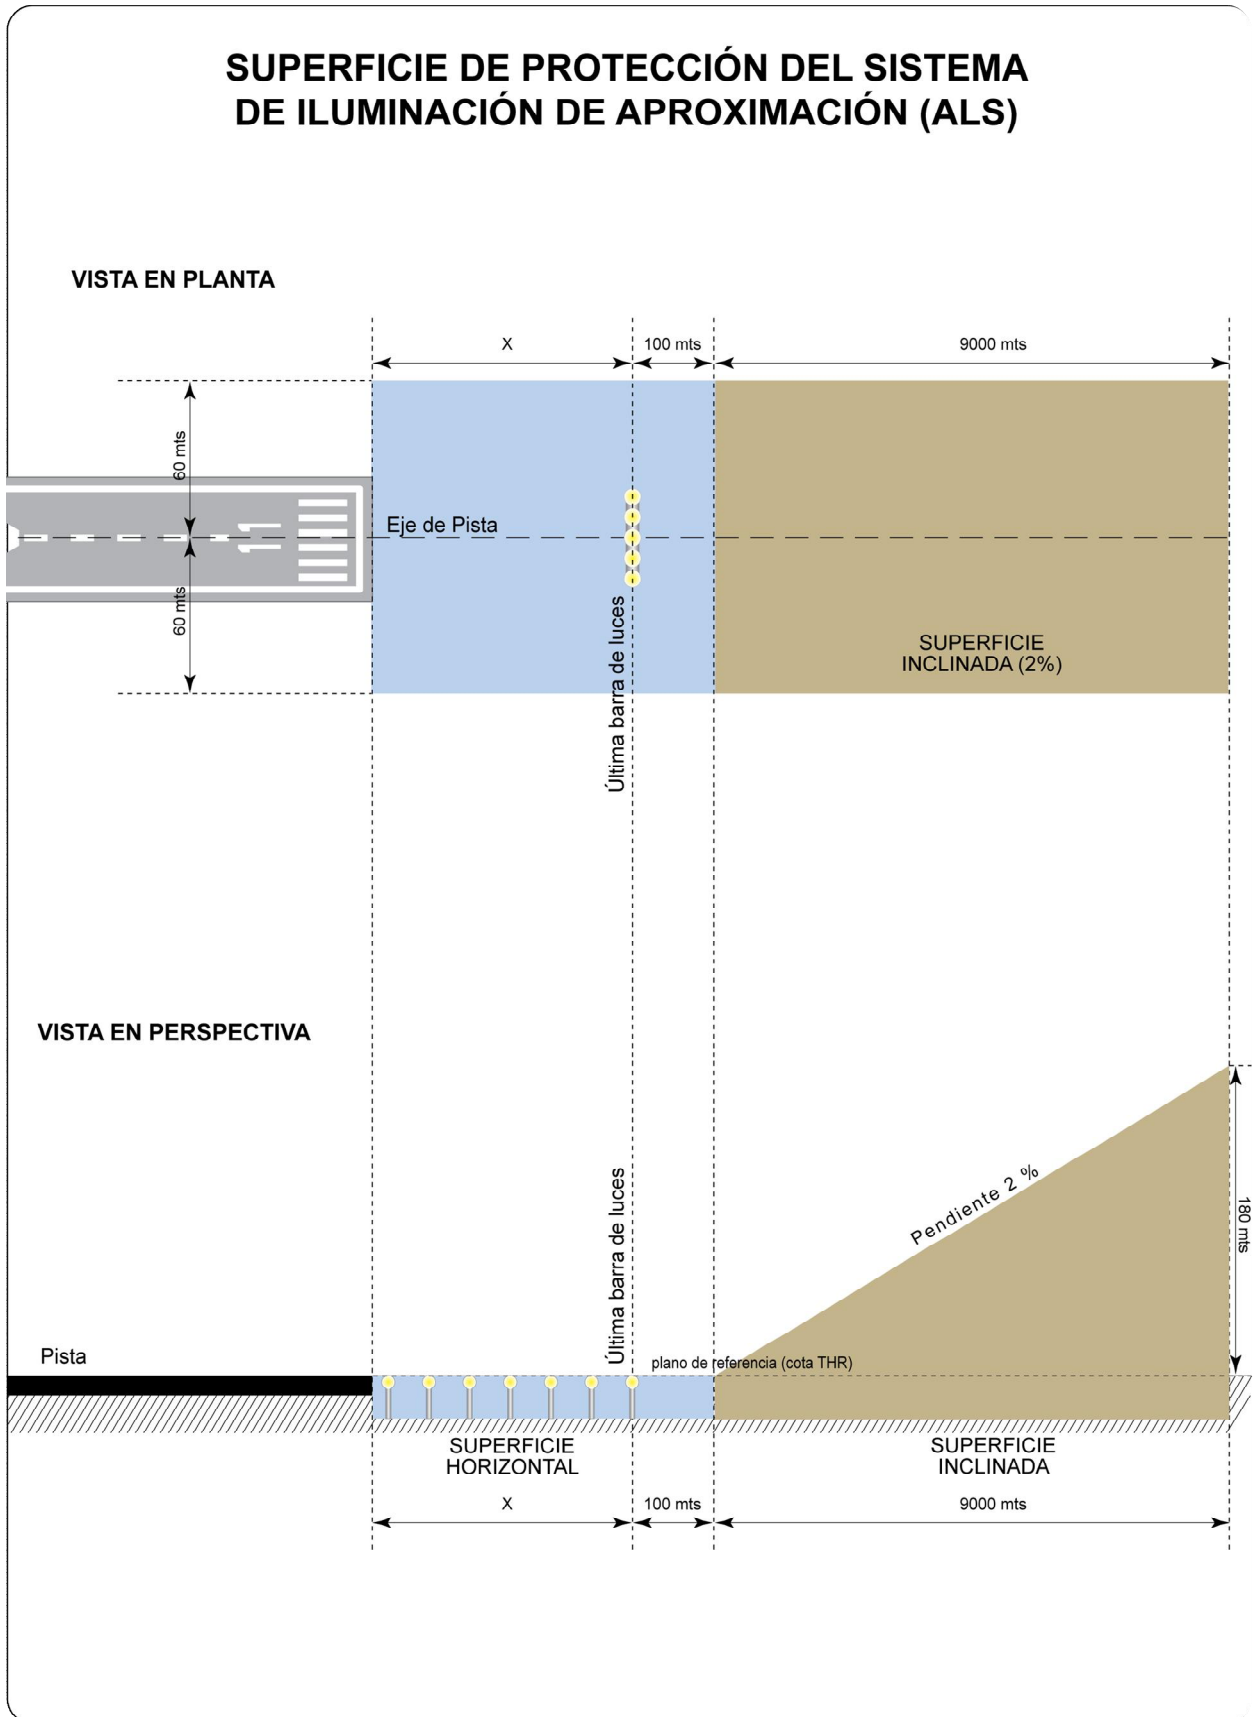 SUPERFICIE DE PROTECCIÓN DEL SISTEMA
DE ILUMINACIÓN DE APROXIMACIÓN (ALS)
VISTA EN PLANTA
X
100 mts
9000 mts
60 mts
60 mts
11
Eje de Pista
Última barra de luces
SUPERFICIE
INCLINADA (2%)
VISTA EN PERSPECTIVA
Última barra de luces
Pendiente 2 %
180 mts
Pista
plano de referencia (cota THR)
SUPERFICIE
HORIZONTAL
SUPERFICIE
INCLINADA
X
100 mts
9000 mts